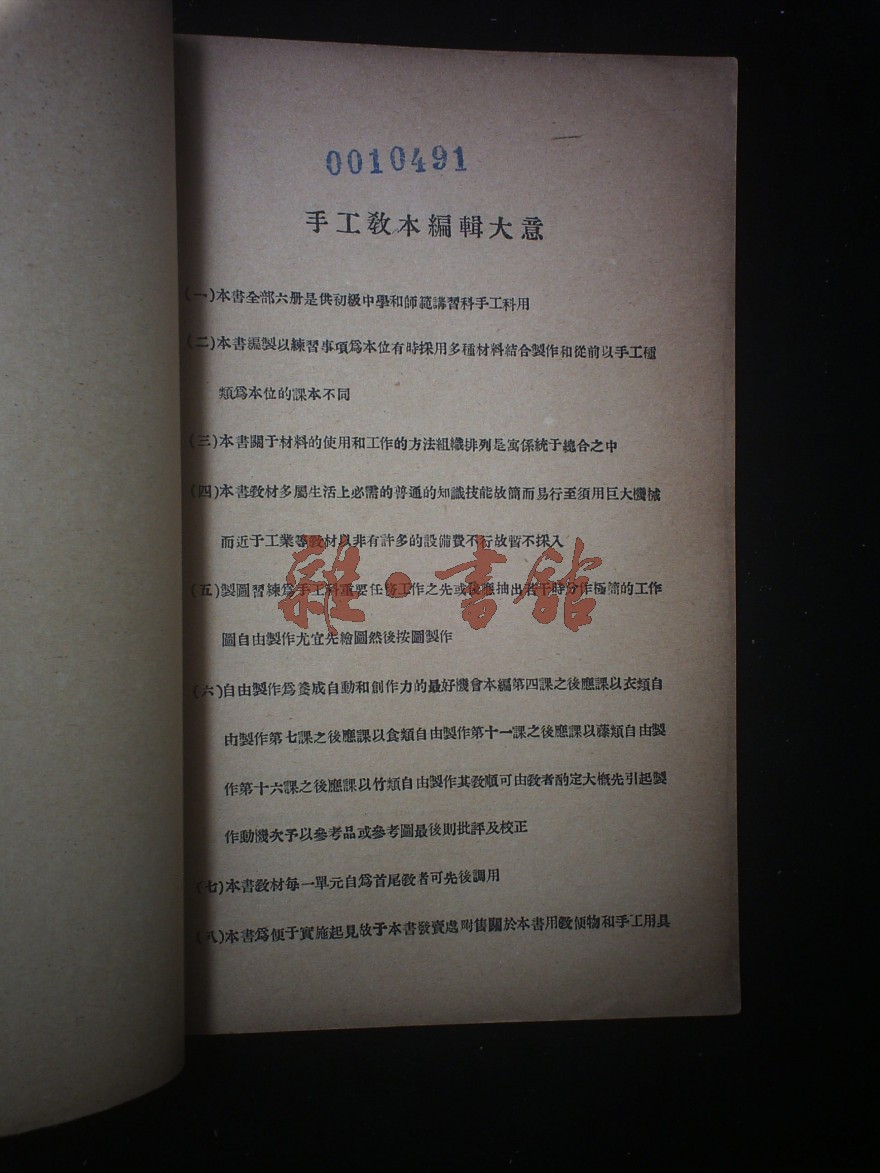 0010491
手工敎本編輯大意
(一)本書全部六册是供初級中學和師範講習科手工科用
(二)本書編製以練習事項爲本位有時採用多種材料結合製作和從前以手工種
類爲本位的課本不同
(三)本書關于材料的使用和工作的方法組織排列是寓係統于總合之中
(四)本書敎材多屬生活上必需的普通的知識技能故简而易行至須用巨大機械
而近于工業等敎材以非有許多的設備費不行故暫不採入
(五)製圖習練爲手工科重要任務工作之先或後應抽出若干時分作極简的工作
圖自由製作尤宜先繪圖然後按圖製作
(六)自由製作爲養成自動和創作力的最好機會本編第四課之後應課以衣類自
由製作第七課之後應課以食類自由製作第十一課之後應課以藤類自由製
作第十六課之後應課以竹類自由製作其敎順可由敎者酌定大槪先引起製
作動機次予以參考品或參考圖最後則批評及校正
(七)本書敎材每一單元自爲首尾敎者可先後調用
(八)本書爲便于實施起見故于本書發賣處附售關於本書用敎便物和手工用具
雜·書館